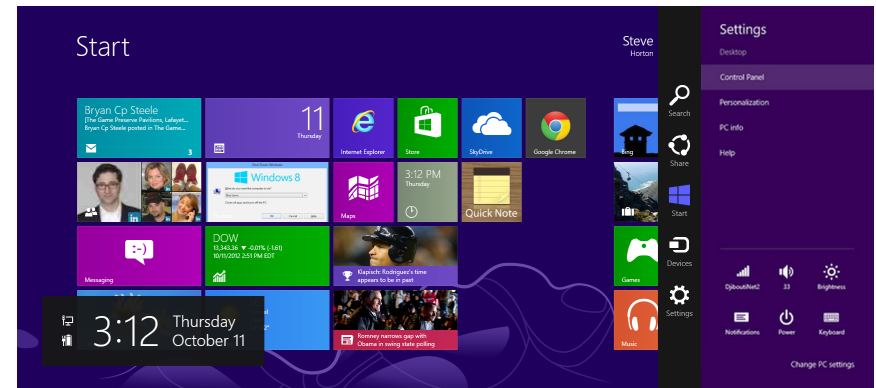 Start
Steve
Horton
Bryan Cp Steele
[The Game Preserve Pavilions, Lafayet...
Bryan Cp Steele posted in The Game...
3
11
Thursday
Internet Explorer
Store
SkyDrive
Google Chrome
Bing
Windows 8
Maps
3:12 PM
Thursday
Quick Note
Messaging
DOW
13,343.36 ▼ -0.01% (-1.61)
10/11/2012 2:51 PM EDT
Klapisch: Rodriguez's time
appears to be in past
Games
Romney narrows gap with
Obama in swing state polling
Music
3:12
Thursday
October 11
Search
Share
Start
Devices
Settings
Settings
Desktop
Control Panel
Personalization
PC info
Help
DjboutiNet2
33
Brightness
Notifications
Power
Keyboard
Change PC settings